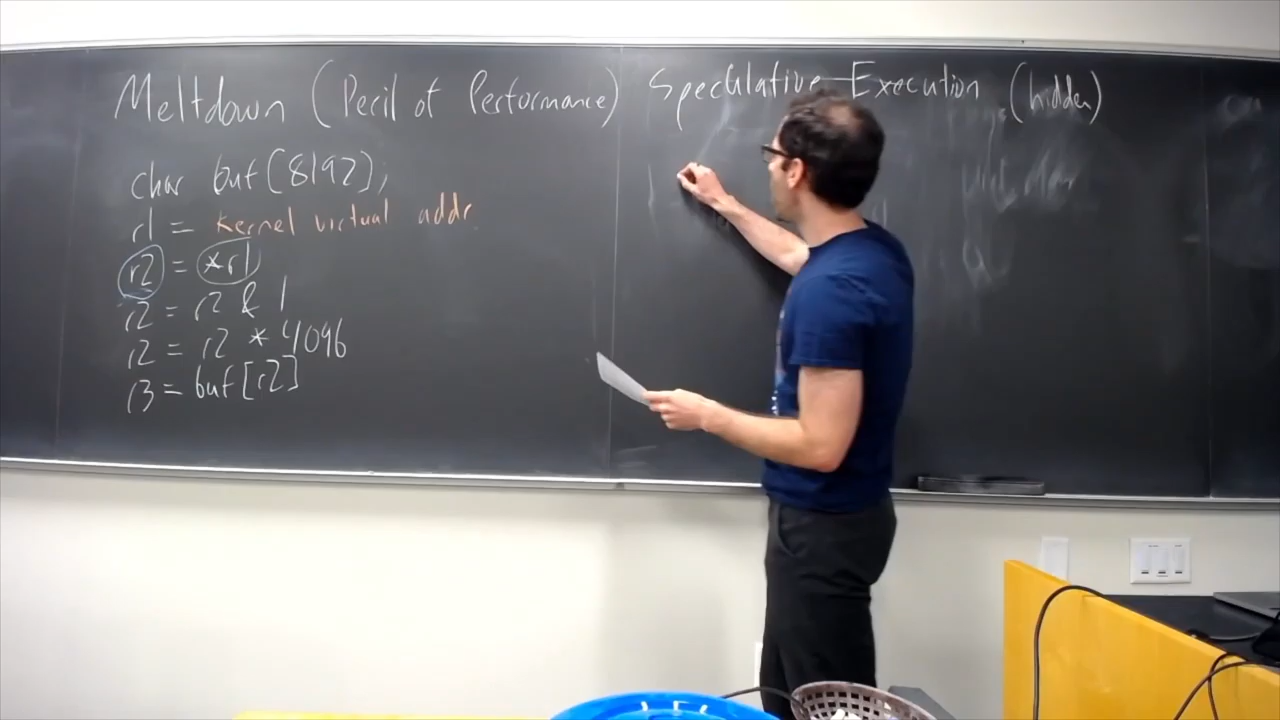 Meltdown (Peril of Performance)
char buf[8192];
r1 = kernel virtual addr.
r2 = *r1
r2 = r2 & 1
r2 = r2 * 4096
r3 = buf[r2]
Speculative Execution (hidden)